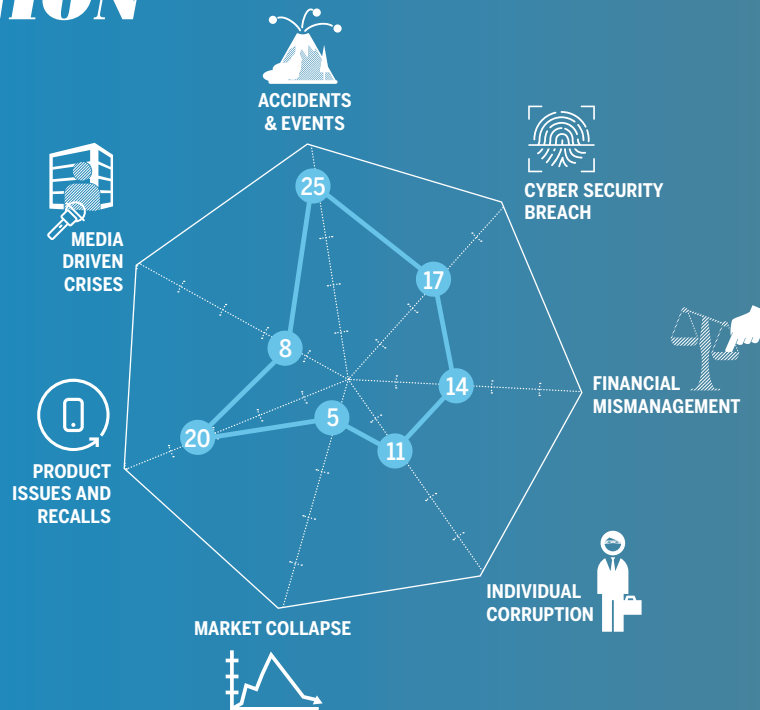 ACCIDENTS
& EVENTS
CYBER SECURITY
BREACH
MEDIA
DRIVEN
CRISES
25
17
8
14
FINANCIAL
MISMANAGEMENT
5
20
11
PRODUCT
ISSUES AND
RECALLS
INDIVIDUAL
CORRUPTION
MARKET COLLAPSE